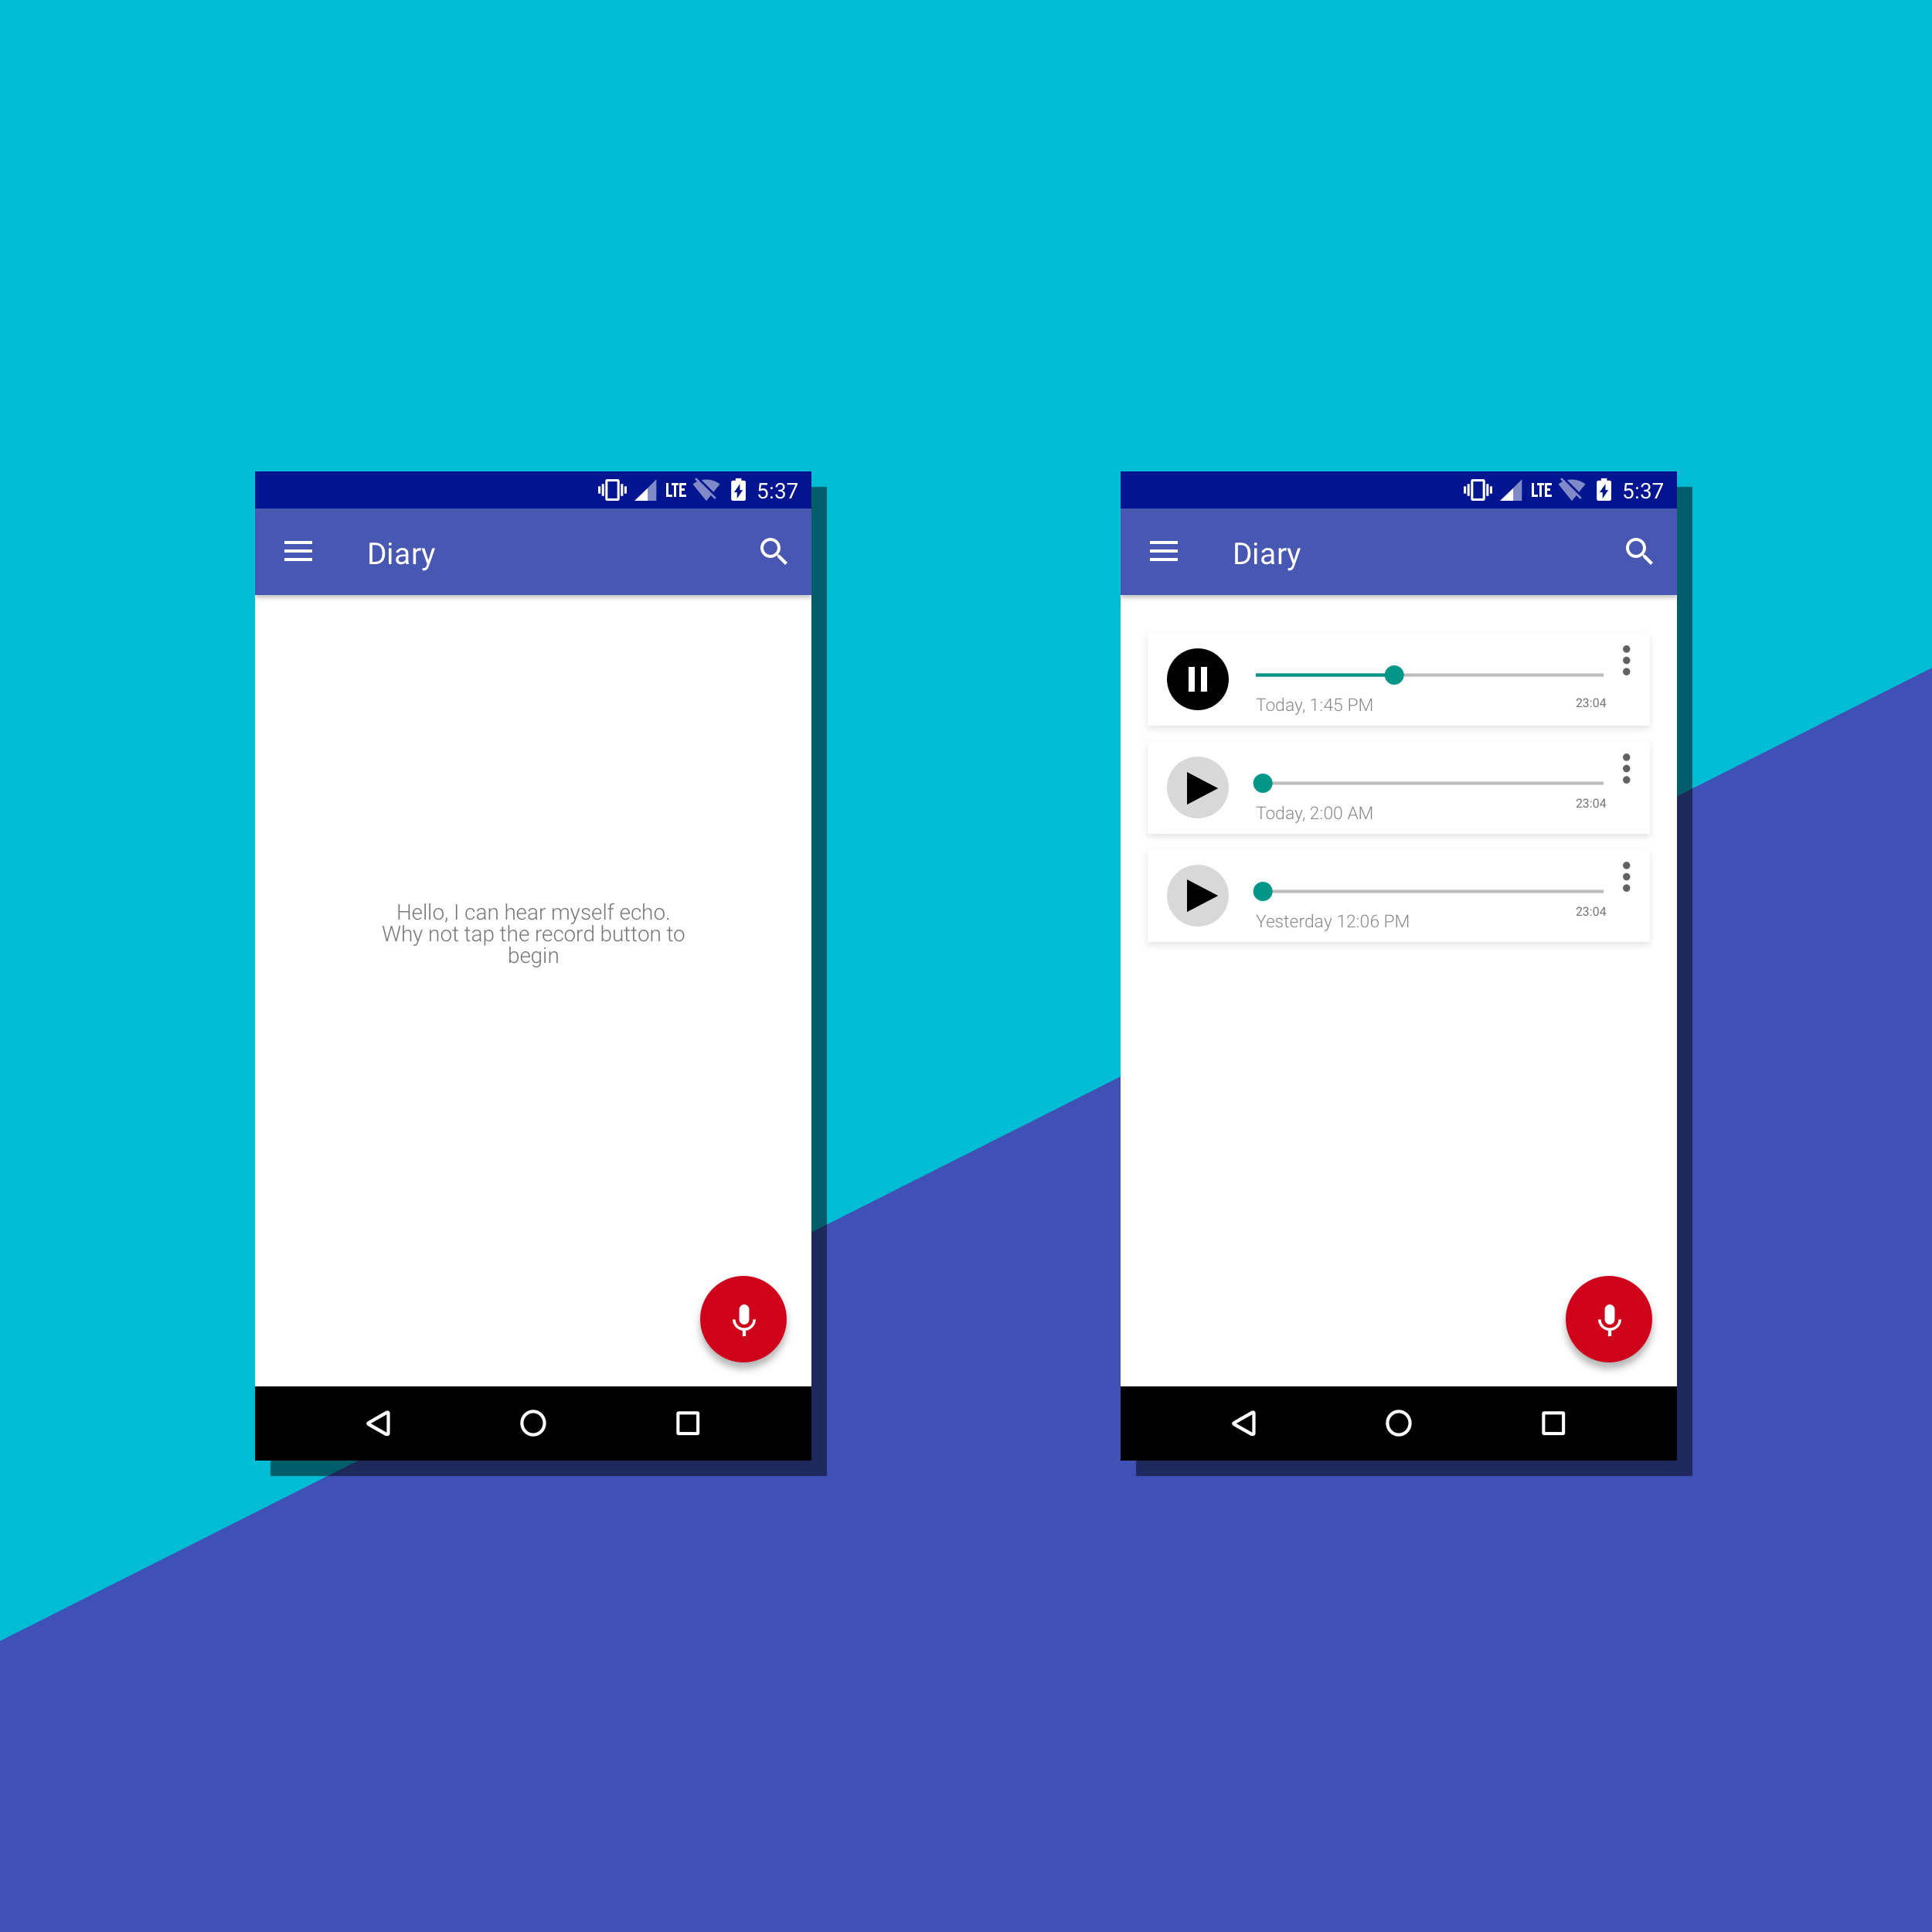 LTE 5:37
Diary
Hello, I can hear myself echo.
Why not tap the record button to
begin
LTE 5:37
Diary
Today, 1:45 PM 23:04
Today, 2:00 AM 23:04
Yesterday 12:06 PM 23:04